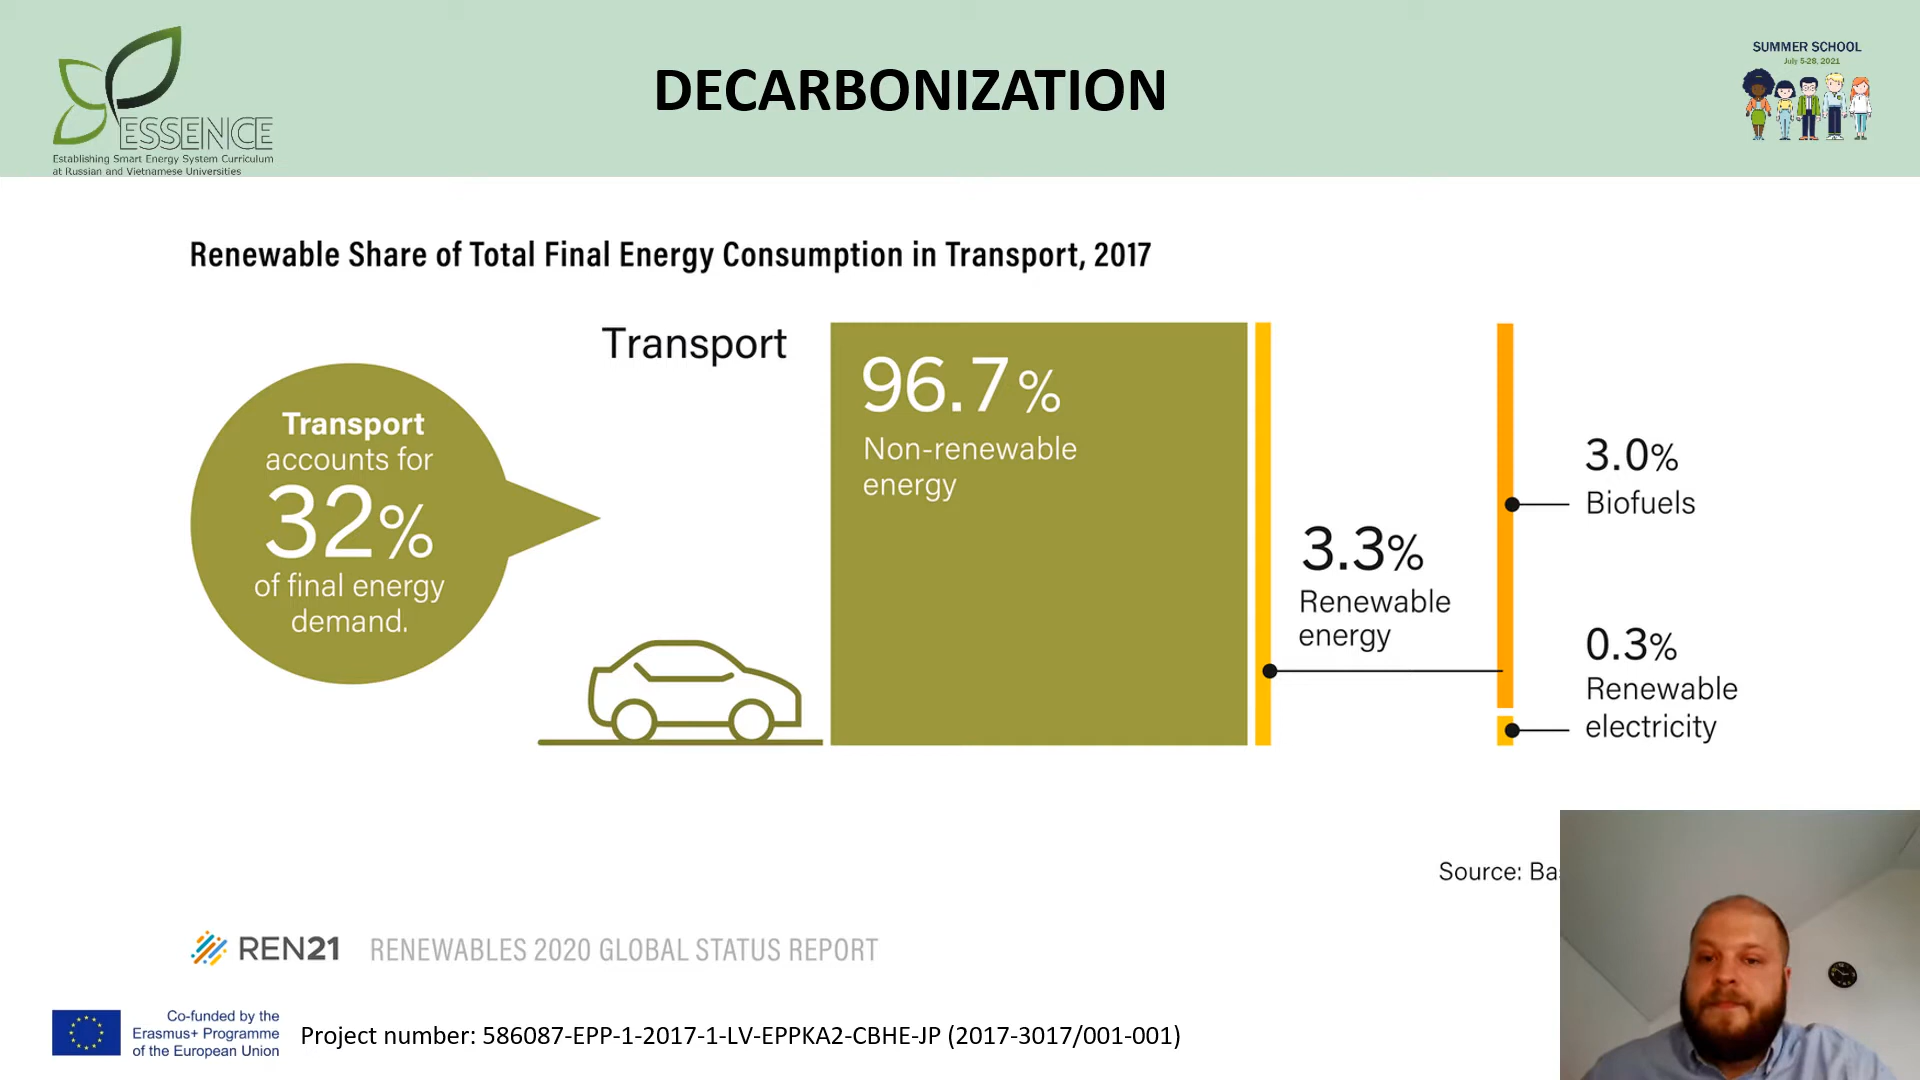 ESSENCE
Establishing Smart Energy System Curriculum
at Russian and Vietnamese Universities
DECARBONIZATION
SUMMER SCHOOL
July 5-28, 2021
Renewable Share of Total Final Energy Consumption in Transport, 2017
Transport
accounts for
32%
of final energy
demand.
Transport
96.7%
Non-renewable
energy
3.3%
Renewable
energy
3.0%
Biofuels
0.3%
Renewable
electricity
Source:
REN21 RENEWABLES 2020 GLOBAL STATUS REPORT
Co-funded by the
Erasmus+ Programme
of the European Union
Project number: 586087-EPP-1-2017-1-LV-EPPKA2-CBHE-JP (2017-3017/001-001)